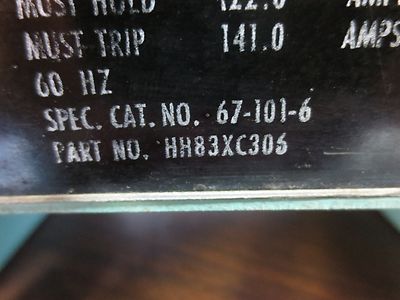 MUST HOLD 122.0 AMPS
MUST TRIP 141.0 AMPS
60 HZ
SPEC. CAT. NO. 67-101-6
PART NO. HH83XC306